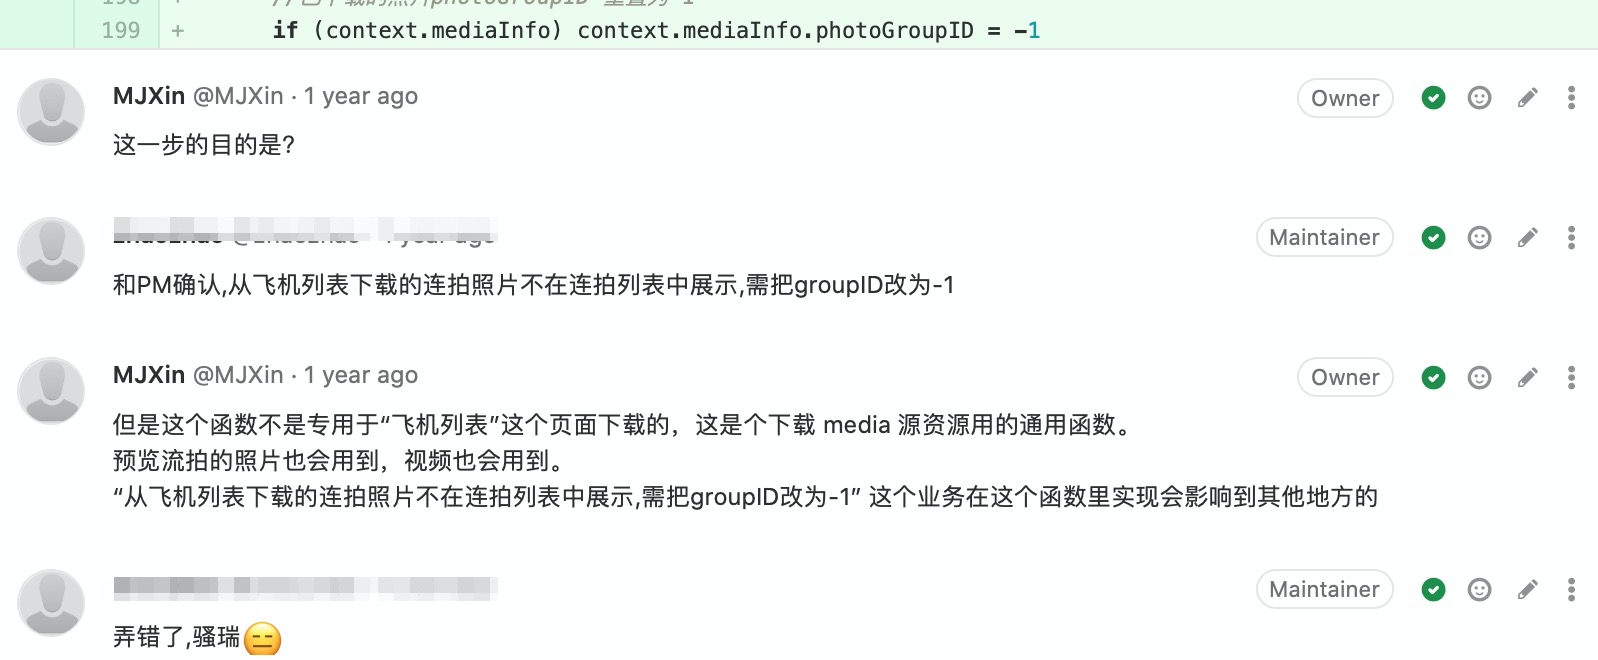 199 + if (context.mediaInfo) context.mediaInfo.photoGroupID = -1
MJXin @MJXin · 1 year ago
Owner
这一步的目的是?
Maintainer
和PM确认,从飞机列表下载的连拍照片不在连拍列表中展示,需把groupID改为-1
MJXin @MJXin · 1 year ago
Owner
但是这个函数不是专用于“飞机列表”这个页面下载的，这是个下载 media 源资源用的通用函数。
预览流拍的照片也会用到，视频也会用到。
“从飞机列表下载的连拍照片不在连拍列表中展示,需把groupID改为-1” 这个业务在这个函数里实现会影响到其他地方的
Maintainer
弄错了,骚瑞😑